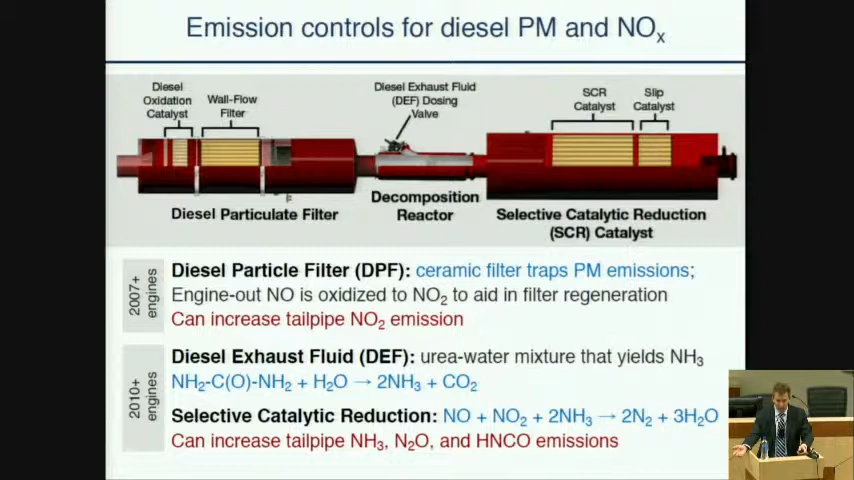 Emission controls for diesel PM and NOx
Diesel
Oxidation
Catalyst
Wall-Flow
Filter
Diesel Exhaust Fluid
(DEF) Dosing
Valve
SCR
Catalyst
Slip
Catalyst
Diesel Particulate Filter
Decomposition
Reactor
Selective Catalytic Reduction
(SCR) Catalyst
2007+
engines
Diesel Particle Filter (DPF): ceramic filter traps PM emissions;
Engine-out NO is oxidized to NO₂ to aid in filter regeneration
Can increase tailpipe NO₂ emission
2010+
engines
Diesel Exhaust Fluid (DEF): urea-water mixture that yields NH₃
NH₂-C(O)-NH₂ + H₂O → 2NH₃ + CO₂
Selective Catalytic Reduction: NO + NO₂ + 2NH₃ → 2N₂ + 3H₂O
Can increase tailpipe NH₃, N₂O, and HNCO emissions